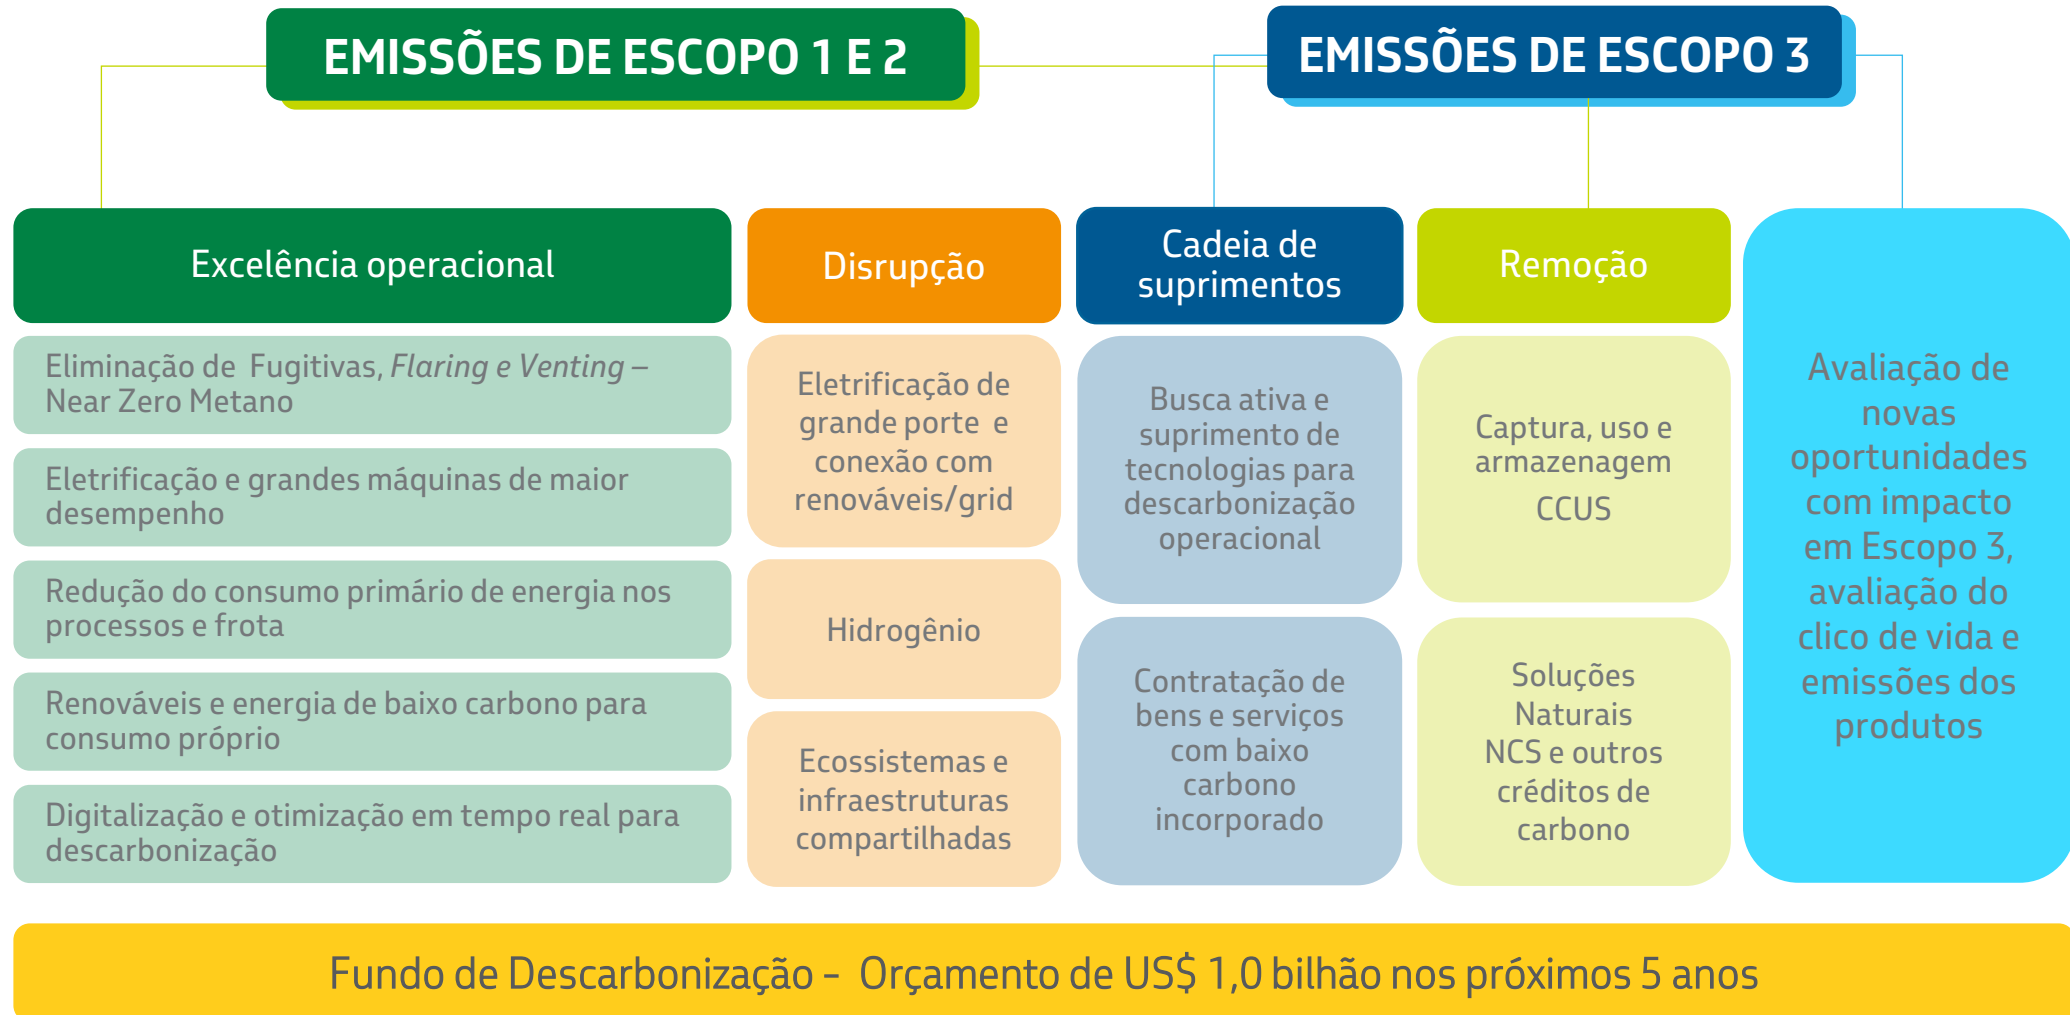 EMISSÕES DE ESCOPO 1 E 2
EMISSÕES DE ESCOPO 3
Excelência operacional
Eliminação de Fugitivas, Flaring e Venting –
Near Zero Metano
Eletrificação e grandes máquinas de maior
desempenho
Redução do consumo primário de energia nos
processos e frota
Renováveis e energia de baixo carbono para
consumo próprio
Digitalização e otimização em tempo real para
descarbonização
Disrupção
Eletrificação de
grande porte e
conexão com
renováveis/grid
Hidrogênio
Ecossistemas e
infraestruturas
compartilhadas
Cadeia de
suprimentos
Busca ativa e
suprimento de
tecnologias para
descarbonização
operacional
Contratação de
bens e serviços
com baixo
carbono
incorporado
Remoção
Captura, uso e
armazenagem
CCUS
Soluções
Naturais
NCS e outros
créditos de
carbono
Avaliação de
novas
oportunidades
com impacto
em Escopo 3,
avaliação do
clico de vida e
emissões dos
produtos
Fundo de Descarbonização – Orçamento de US$ 1,0 bilhão nos próximos 5 anos